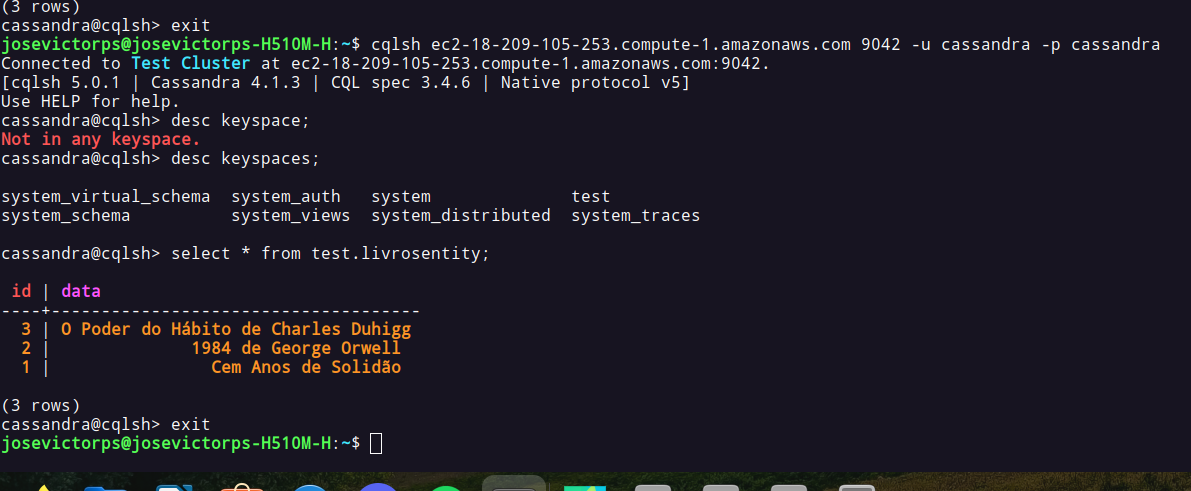 (3 rows)
cassandra@cqlsh> exit
josevictorps@josevictorps-H510M-H:~$ cqlsh ec2-18-209-105-253.compute-1.amazonaws.com 9042 -u cassandra -p cassandra
Connected to Test Cluster at ec2-18-209-105-253.compute-1.amazonaws.com:9042.
[cqlsh 5.0.1 | Cassandra 4.1.3 | CQL spec 3.4.6 | Native protocol v5]
Use HELP for help.
cassandra@cqlsh> desc keyspace;
Not in any keyspace.
cassandra@cqlsh> desc keyspaces;
system_virtual_schema  system_auth   system              test
system_schema          system_views  system_distributed  system_traces
cassandra@cqlsh> select * from test.livrosentity;
 id | data
----+-------------------------------------
  3 | O Poder do Hábito de Charles Duhigg
  2 |              1984 de George Orwell
  1 |                Cem Anos de Solidão
(3 rows)
cassandra@cqlsh> exit
josevictorps@josevictorps-H510M-H:~$